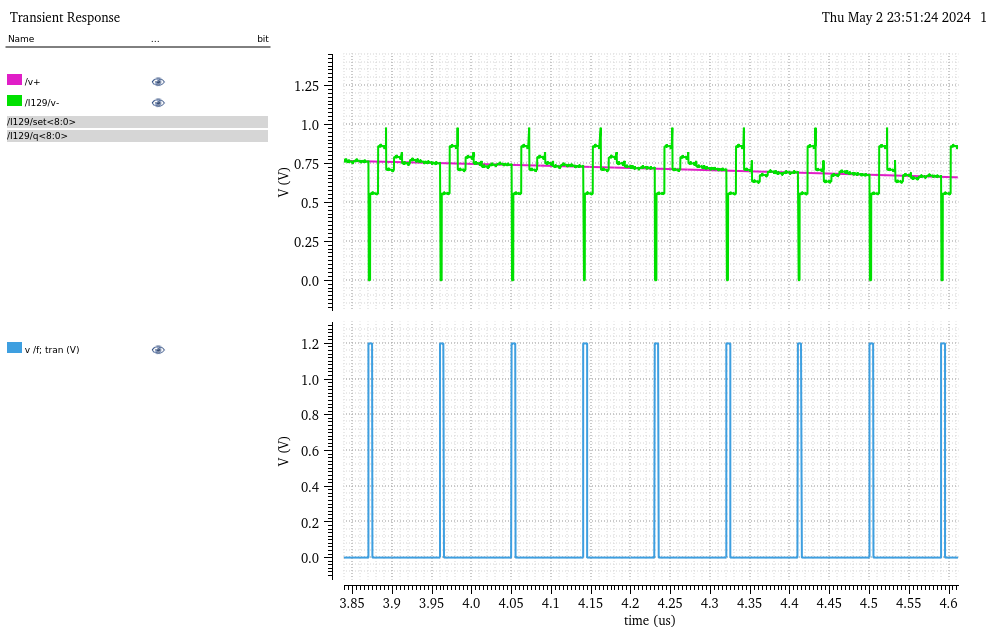 Transient Response
Thu May 2 23:51:24 2024 1
Name ... bit
/v+
/I129/v-
/I129/set<8:0>
/I129/q<8:0>
1.25
1.0
0.75
0.5
0.25
0.0
V (V)
v /f; tran (V)
1.2
1.0
0.8
0.6
0.4
0.2
0.0
V (V)
3.85 3.9 3.95 4.0 4.05 4.1 4.15 4.2 4.25 4.3 4.35 4.4 4.45 4.5 4.55 4.6
time (us)